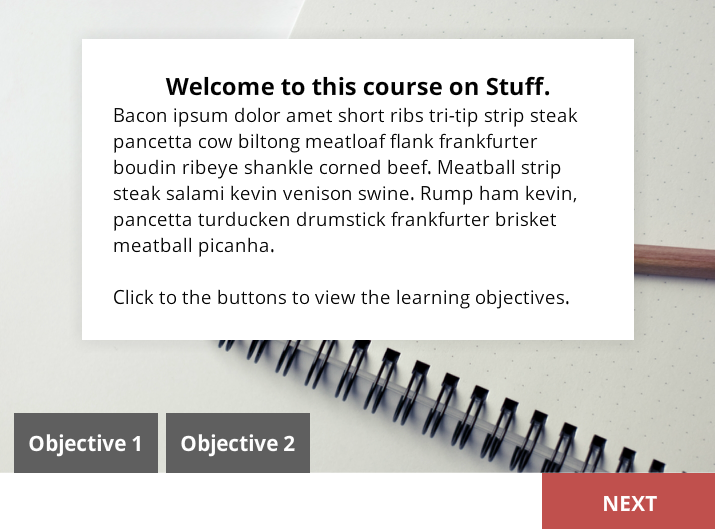 Welcome to this course on Stuff.
Bacon ipsum dolor amet short ribs tri-tip strip steak
pancetta cow biltong meatloaf flank frankfurter
boudin ribeye shankle corned beef. Meatball strip
steak salami kevin venison swine. Rump ham kevin,
pancetta turducken drumstick frankfurter brisket
meatball picanha.
Click to the buttons to view the learning objectives.
Objective 1
Objective 2
NEXT